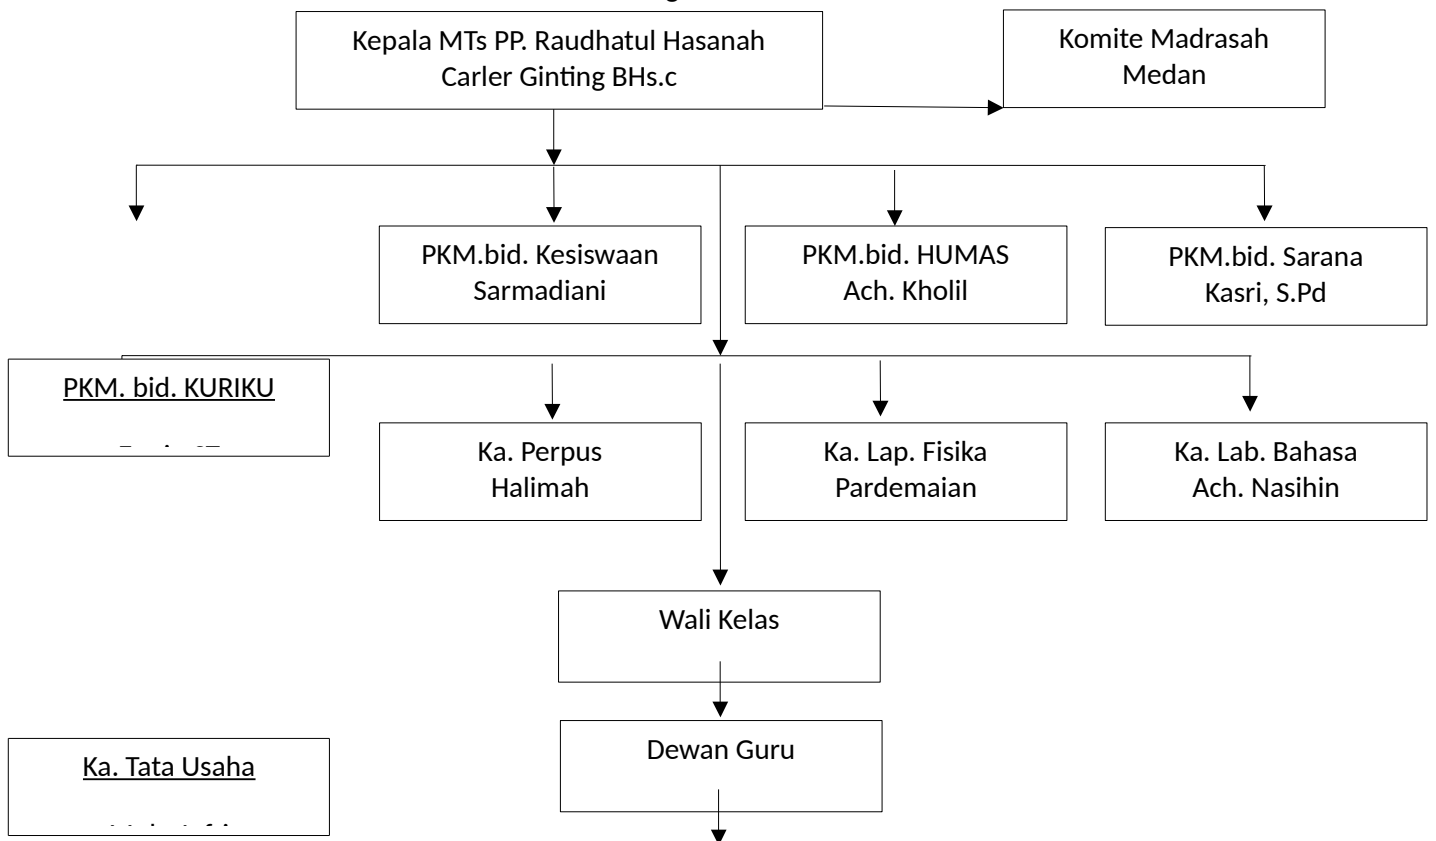 Kepala MTs PP. Raudhatul Hasanah
Carler Ginting BHs.c
Komite Madrasah
Medan
PKM.bid. Kesiswaan
Sarmadiani
PKM.bid. HUMAS
Ach. Kholil
PKM.bid. Sarana
Kasri, S.Pd
PKM. bid. KURIKU
Ka. Perpus
Halimah
Ka. Lap. Fisika
Pardemaian
Ka. Lab. Bahasa
Ach. Nasihin
Wali Kelas
Dewan Guru
Ka. Tata Usaha